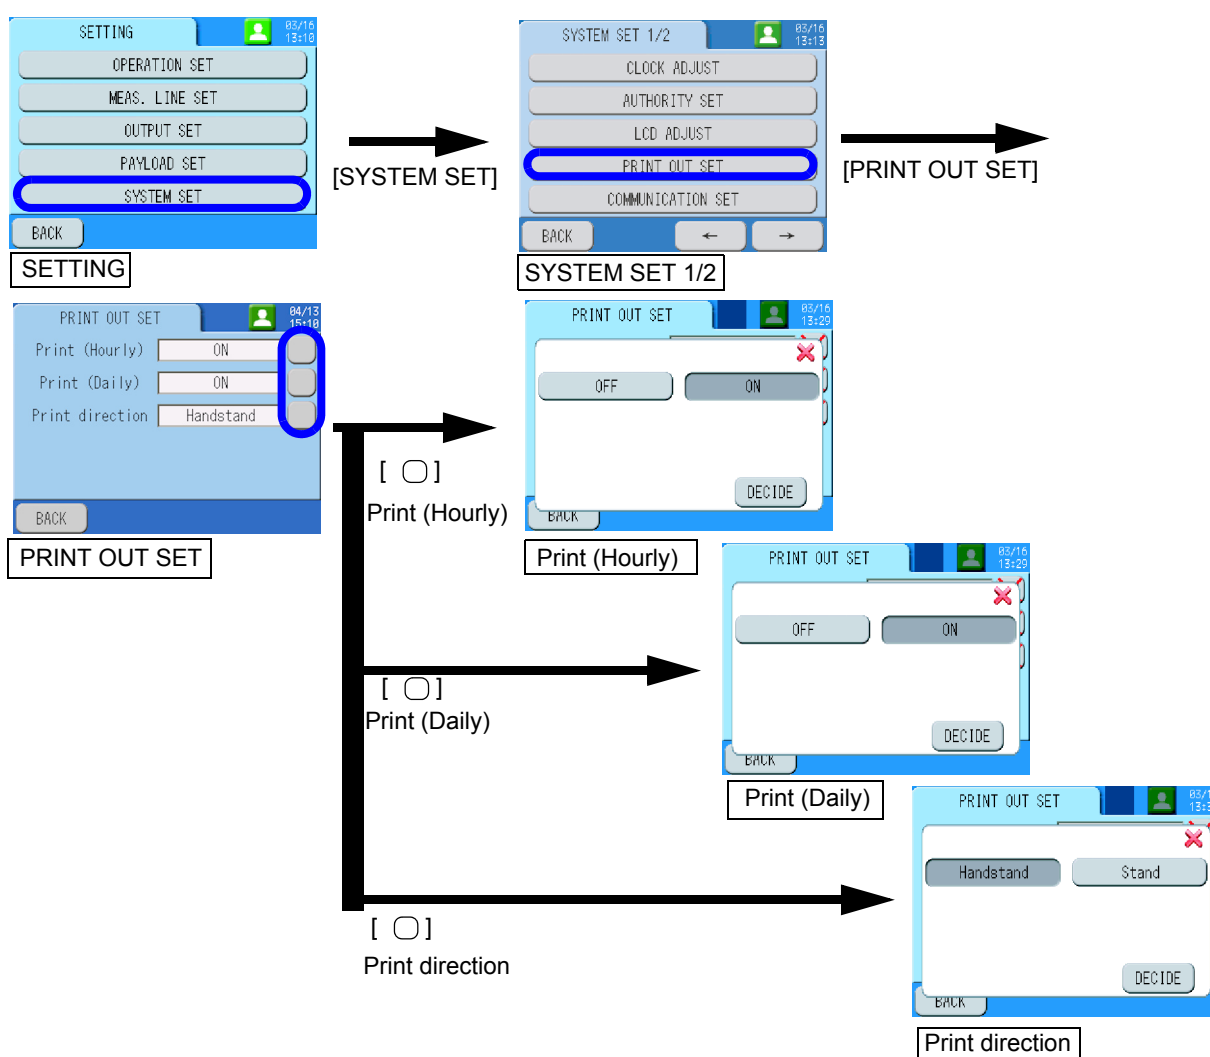 SETTING
03/16
13:10
OPERATION SET
MEAS. LINE SET
OUTPUT SET
PAYLOAD SET
SYSTEM SET
BACK
SETTING
[SYSTEM SET]
SYSTEM SET 1/2
03/16
13:13
CLOCK ADJUST
AUTHORITY SET
LCD ADJUST
PRINT OUT SET
COMMUNICATION SET
BACK
←
→
SYSTEM SET 1/2
[PRINT OUT SET]
PRINT OUT SET
04/13
15:10
Print (Hourly) ON
Print (Daily) ON
Print direction Handstand
BACK
PRINT OUT SET
[ ]
Print (Hourly)
PRINT OUT SET
03/16
13:29
OFF ON
DECIDE
BACK
Print (Hourly)
[ ]
Print (Daily)
PRINT OUT SET
03/16
13:29
OFF ON
DECIDE
BACK
Print (Daily)
[ ]
Print direction
PRINT OUT SET
Handstand Stand
DECIDE
BACK
Print direction